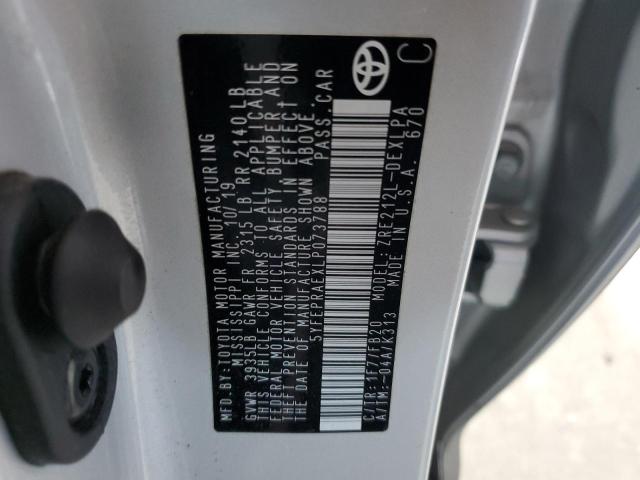 MFD.BY:TOYOTA MOTOR MANUFACTURING
MISSISSIPPI, INC. 10/19
GVWR 3935LB GAWR FR 2315 LB RR 2140LB
THIS VEHICLE CONFORMS TO ALL APPLICABLE
FEDERAL MOTOR VEHICLE SAFETY, BUMPER,AND
THEFT PREVENTION STANDARDS IN EFFECT ON
THE DATE OF MANUFACTURE SHOWN ABOVE.
5YFEPRAEXLP073788 PASS.CAR
C/TR:1F7/FB20 ZRE212L-DEXLPA
A/TM:-04A/K313 MADE IN U.S.A. 670
C